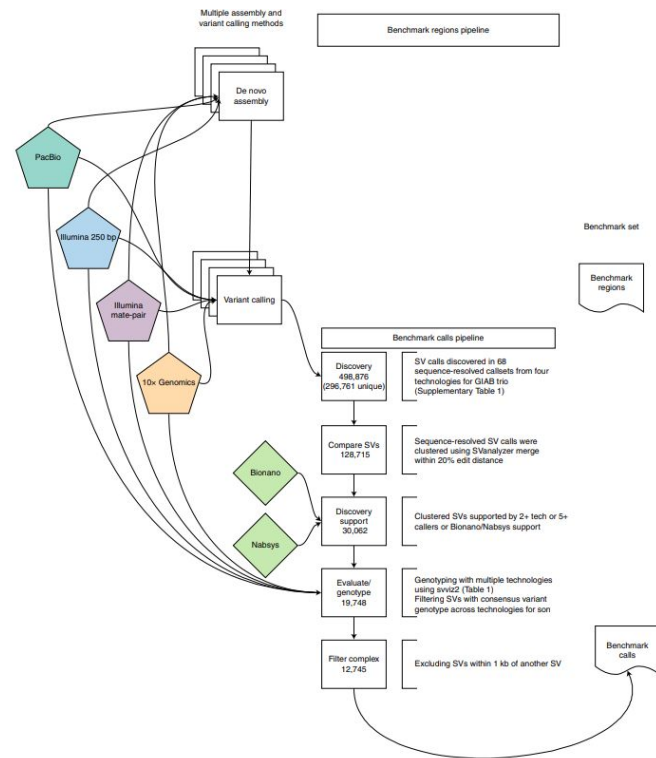 Multiple assembly and
variant calling methods
Benchmark regions pipeline
De novo
assembly
PacBio
Illumina 250 bp
Illumina
mate-pair
10× Genomics
Variant calling
Benchmark set
Benchmark
regions
Benchmark calls pipeline
Discovery
498,876
(296,761 unique)
SV calls discovered in 68
sequence-resolved callsets from four
technologies for GIAB trio
(Supplementary Table 1)
Compare SVs
128,715
Sequence-resolved SV calls were
clustered using SVanalyzer merge
within 20% edit distance
Bionano
Nabsys
Discovery
support
30,062
Clustered SVs supported by 2+ tech or 5+
callers or Bionano/Nabsys support
Evaluate/
genotype
19,748
Genotyping with multiple technologies
using svviz2 (Table 1)
Filtering SVs with consensus variant
genotype across technologies for son
Filter complex
12,745
Excluding SVs within 1 kb of another SV
Benchmark
calls